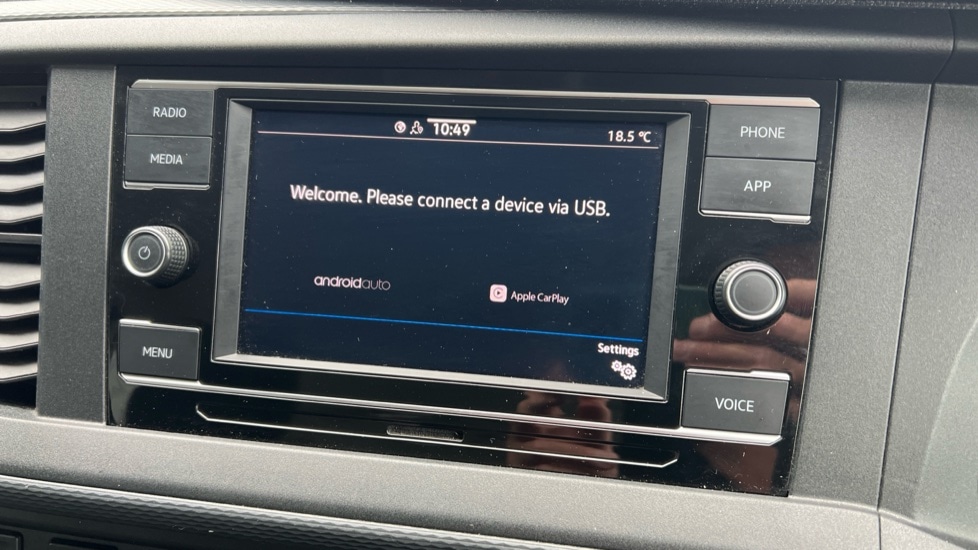 RADIO
MEDIA
MENU
10:49
18.5 °C
Welcome. Please connect a device via USB.
androidauto
Apple CarPlay
Settings
PHONE
APP
VOICE